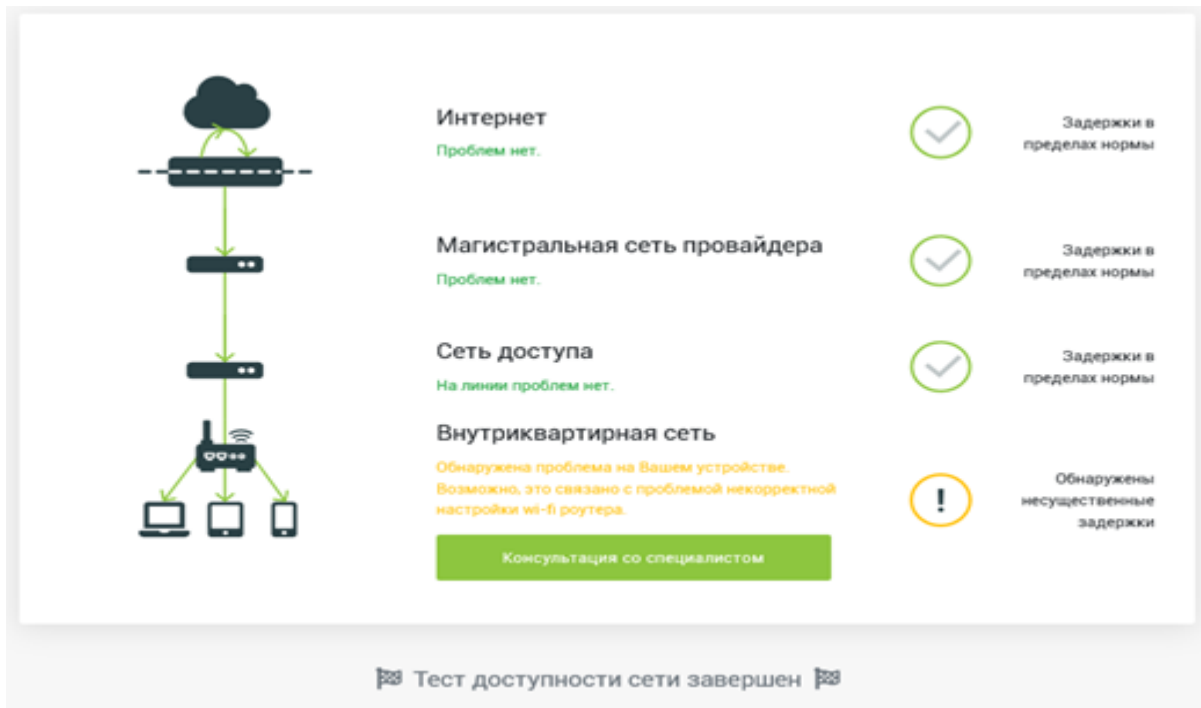 Интернет
Проблем нет.
Задержки в
пределах нормы
Магистральная сеть провайдера
Проблем нет.
Задержки в
пределах нормы
Сеть доступа
На линии проблем нет.
Задержки в
пределах нормы
Внутриквартирная сеть
Обнаружена проблема на Вашем устройстве.
Возможно, это связано с проблемой некорректной
настройки wi-fi роутера.
Обнаружены
несущественные
задержки
Консультация со специалистом
Тест доступности сети завершен